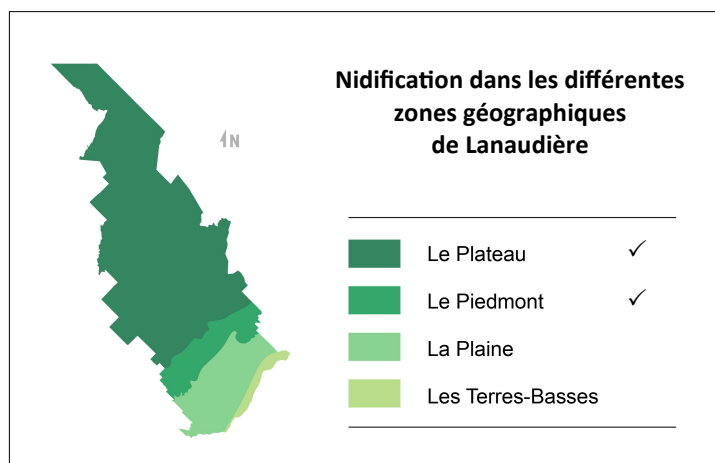 Nidification dans les différentes
zones géographiques
de Lanaudière
N
Le Plateau ✓
Le Piedmont ✓
La Plaine
Les Terres-Basses